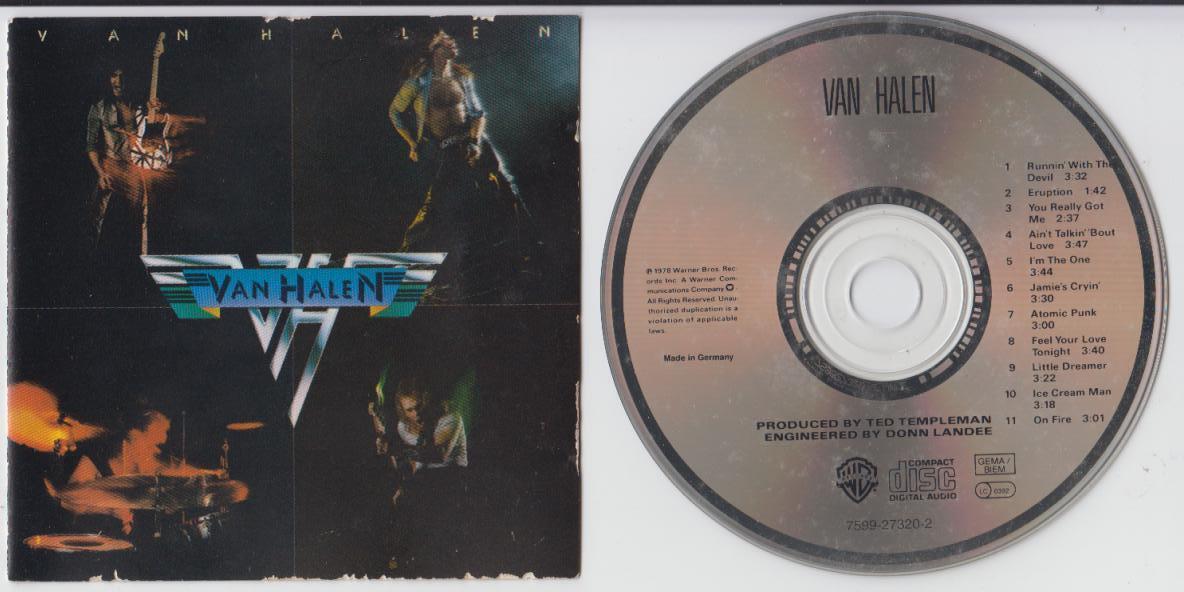 VAN HALEN
VAN HALEN
VAN HALEN
1 Runnin' With The
Devil 3:32
2 Eruption 1:42
3 You Really Got
Me 2:37
4 Ain't Talkin' 'Bout
Love 3:47
5 I'm The One
3:44
6 Jamie's Cryin'
3:30
7 Atomic Punk
3:00
8 Feel Your Love
Tonight 3:40
9 Little Dreamer
3:22
10 Ice Cream Man
3:18
11 On Fire 3:01
℗ 1978 Warner Bros. Rec-
ords Inc. A Warner Com-
munications Company
All Rights Reserved. Unau-
thorized duplication is a
violation of applicable
laws.
Made in Germany
PRODUCED BY TED TEMPLEMAN
ENGINEERED BY DONN LANDEE
WB
COMPACT
disc
DIGITAL AUDIO
GEMA/
BIEM
LC 0392
7599-27320-2